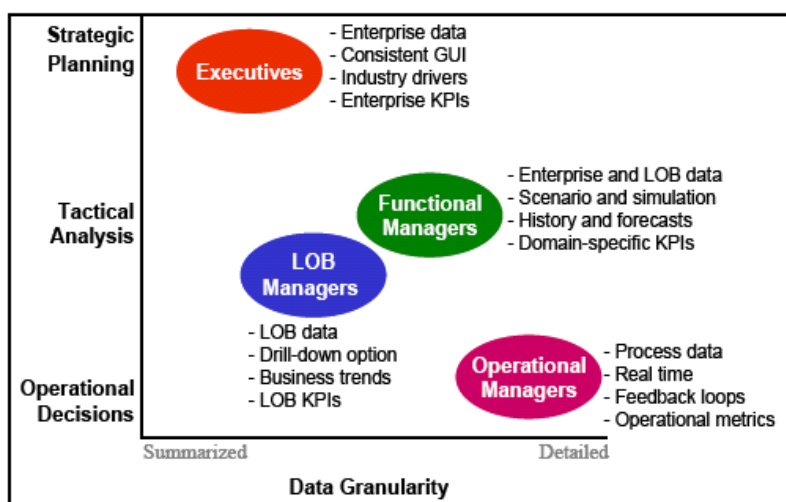 Strategic
Planning
Executives
- Enterprise data
- Consistent GUI
- Industry drivers
- Enterprise KPIs
Tactical
Analysis
Functional
Managers
- Enterprise and LOB data
- Scenario and simulation
- History and forecasts
- Domain-specific KPIs
LOB
Managers
- LOB data
- Drill-down option
- Business trends
- LOB KPIs
Operational
Decisions
Operational
Managers
- Process data
- Real time
- Feedback loops
- Operational metrics
Summarized
Detailed
Data Granularity